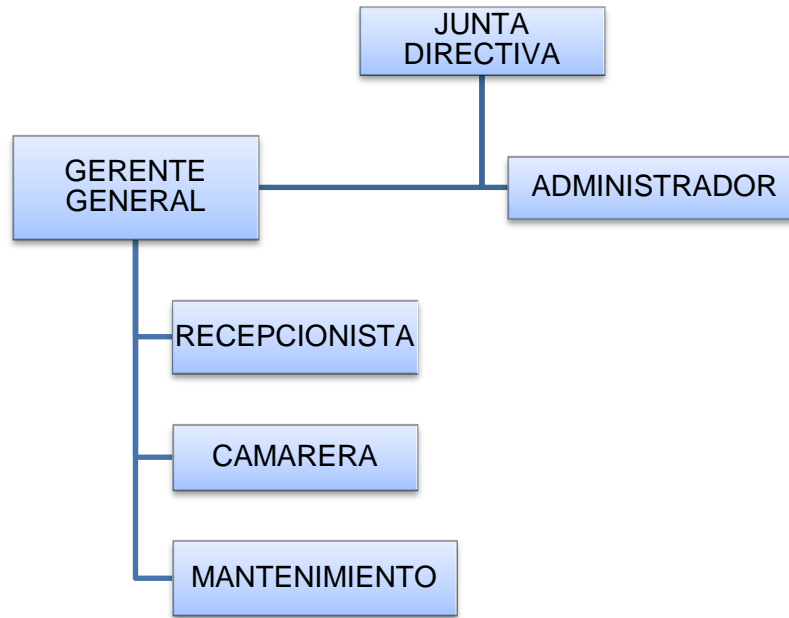 JUNTA
DIRECTIVA
GERENTE
GENERAL
ADMINISTRADOR
RECEPCIONISTA
CAMARERA
MANTENIMIENTO